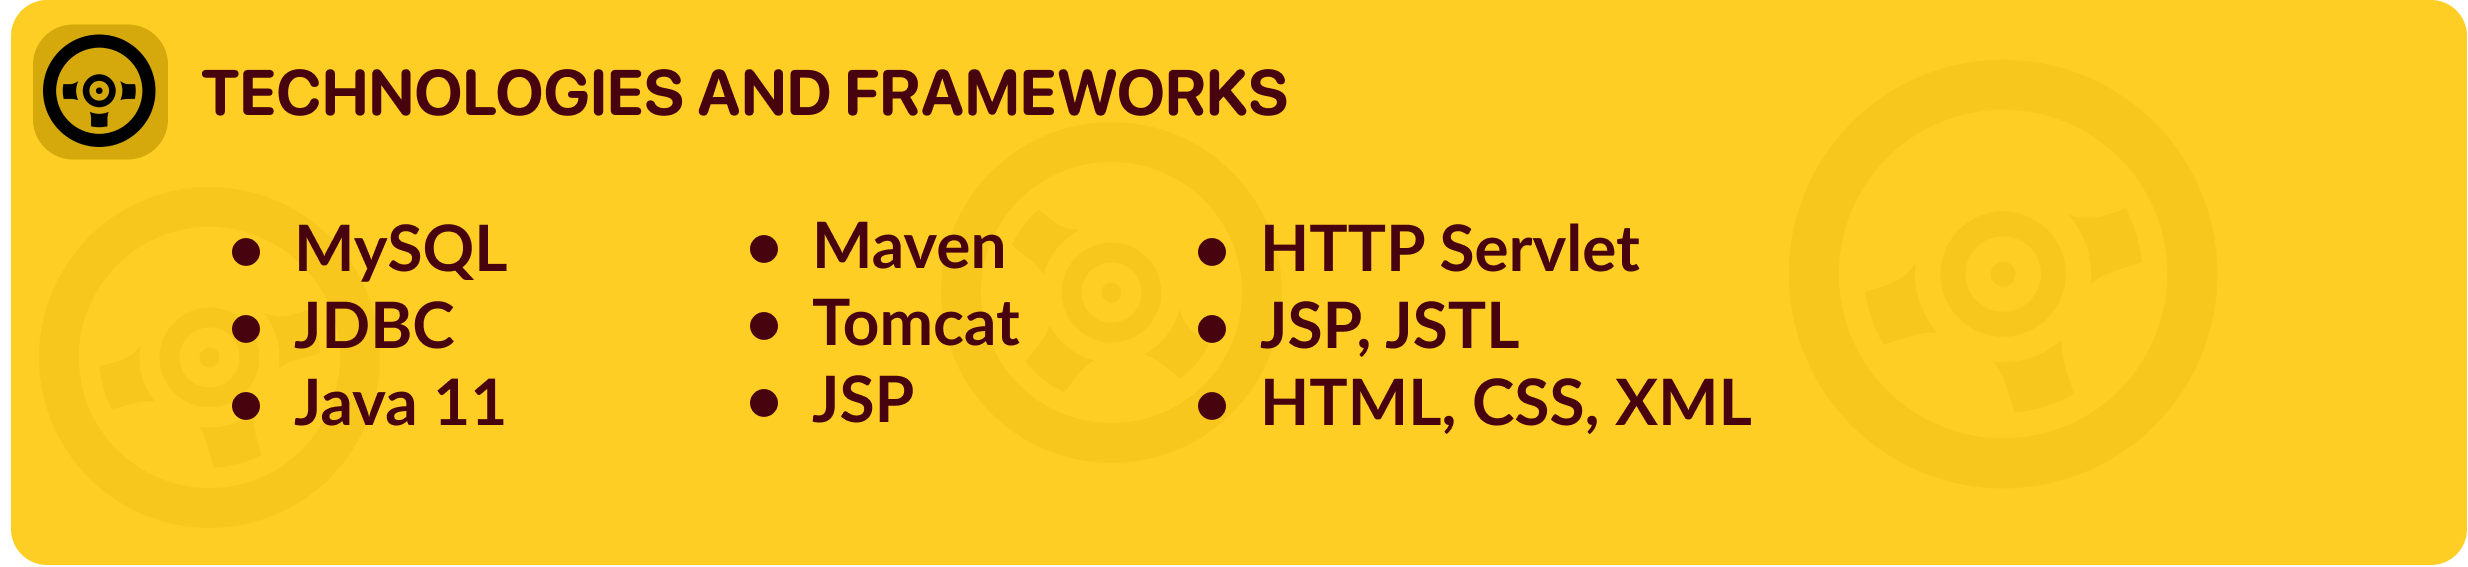 TECHNOLOGIES AND FRAMEWORKS
● MySQL
● JDBC
● Java 11
● Maven
● Tomcat
● JSP
● HTTP Servlet
● JSP, JSTL
● HTML, CSS, XML